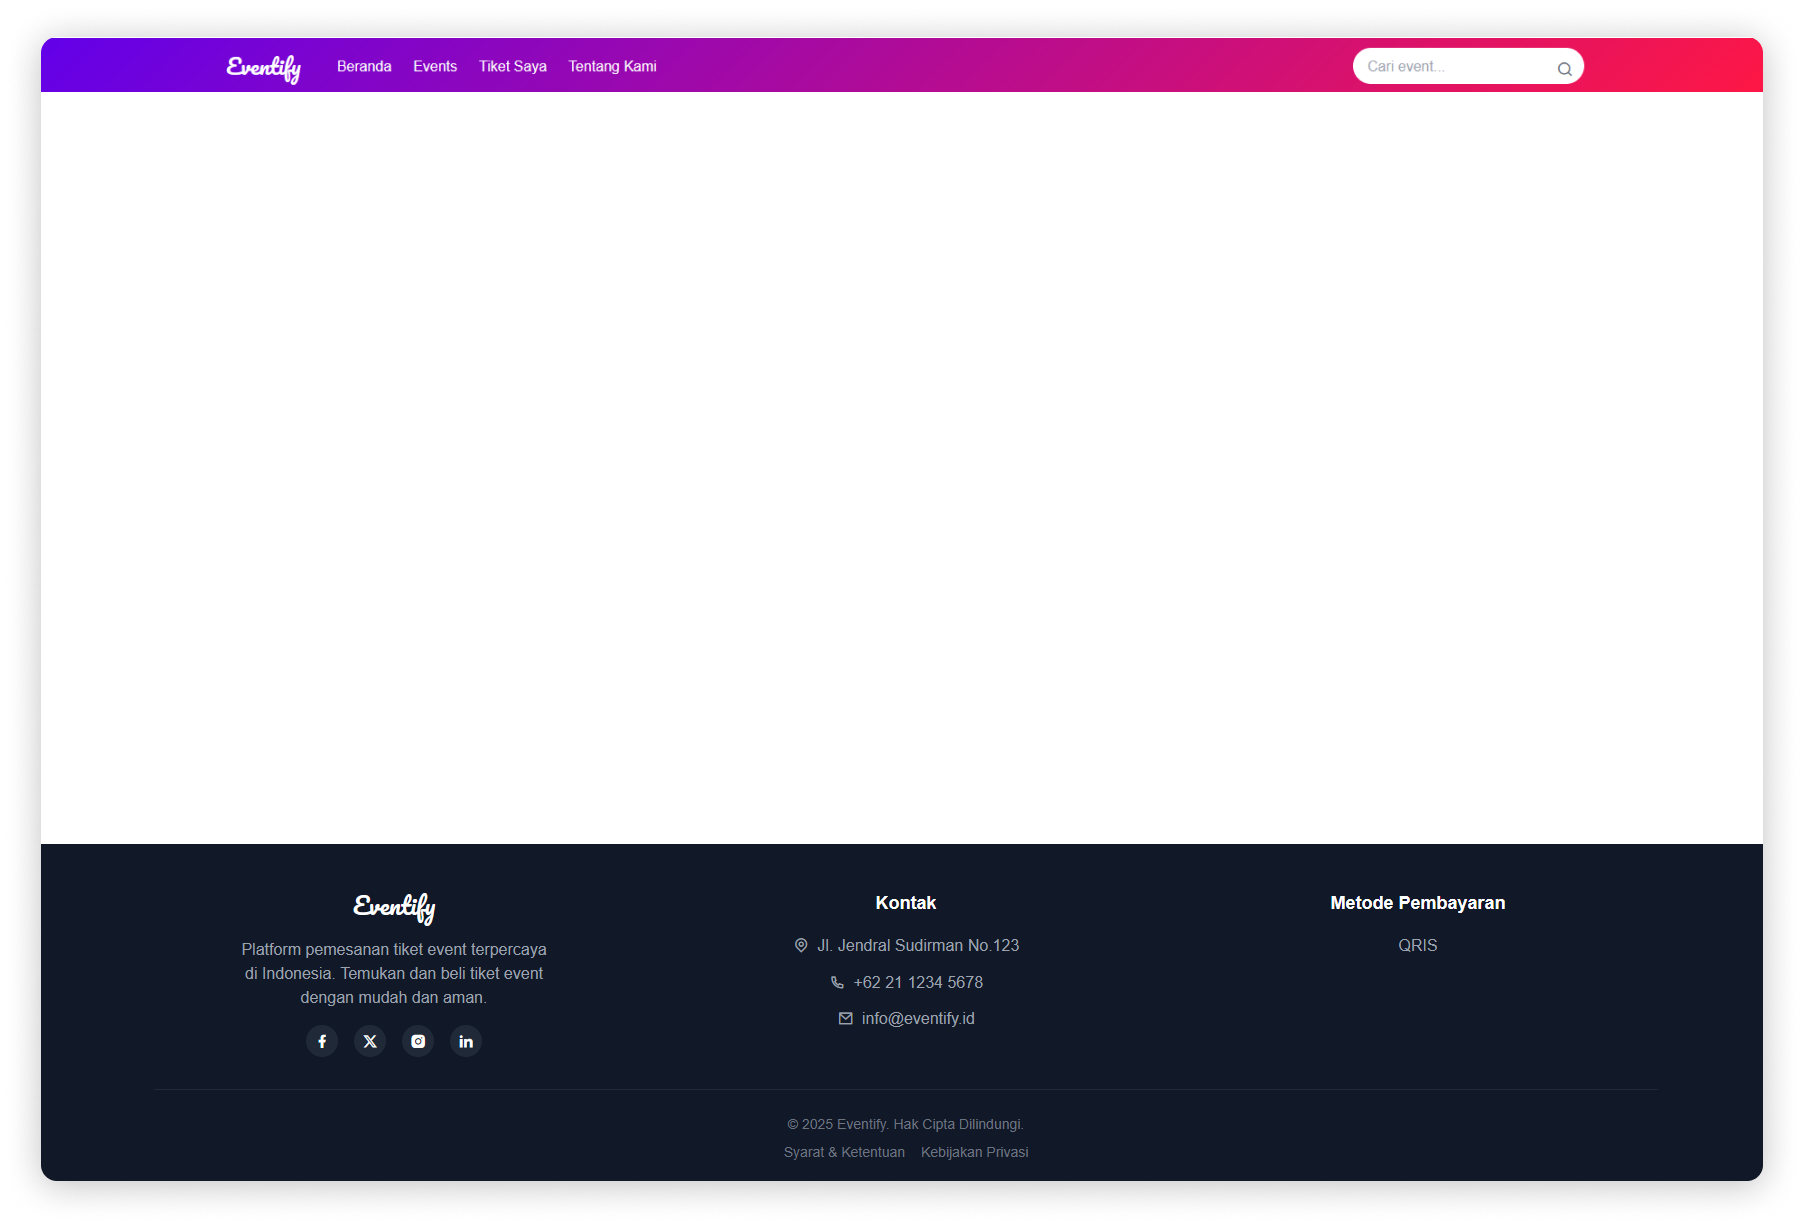 Eventify
Beranda
Events
Tiket Saya
Tentang Kami
Cari event...
Eventify
Platform pemesanan tiket event terpercaya
di Indonesia. Temukan dan beli tiket event
dengan mudah dan aman.
Kontak
Jl. Jendral Sudirman No.123
+62 21 1234 5678
info@eventify.id
Metode Pembayaran
QRIS
© 2025 Eventify. Hak Cipta Dilindungi.
Syarat & Ketentuan
Kebijakan Privasi